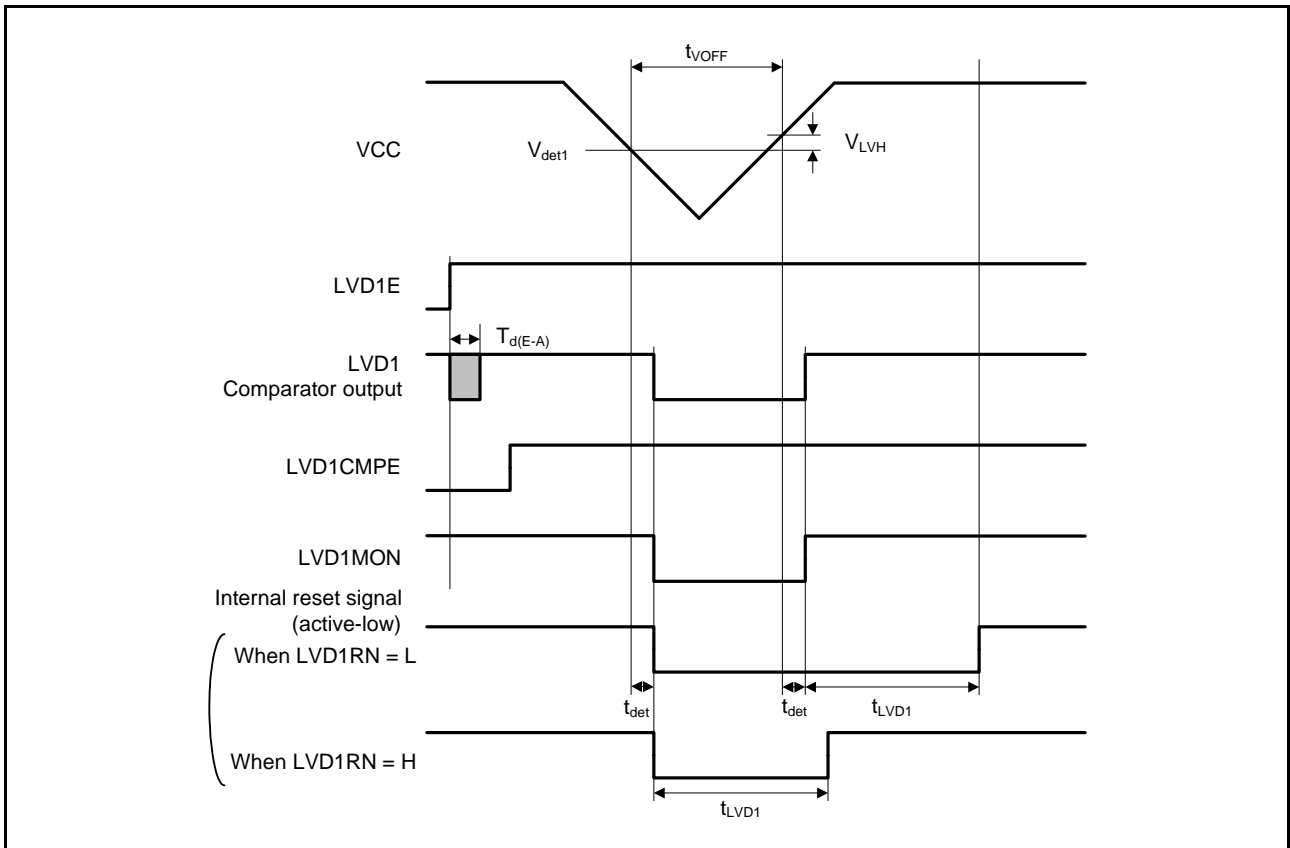 tVOFF
VCC
Vdet1
VLVH
LVD1E
Td(E-A)
LVD1
Comparator output
LVD1CMPE
LVD1MON
Internal reset signal
(active-low)
When LVD1RN = L
tdet
tdet
tLVD1
When LVD1RN = H
tLVD1